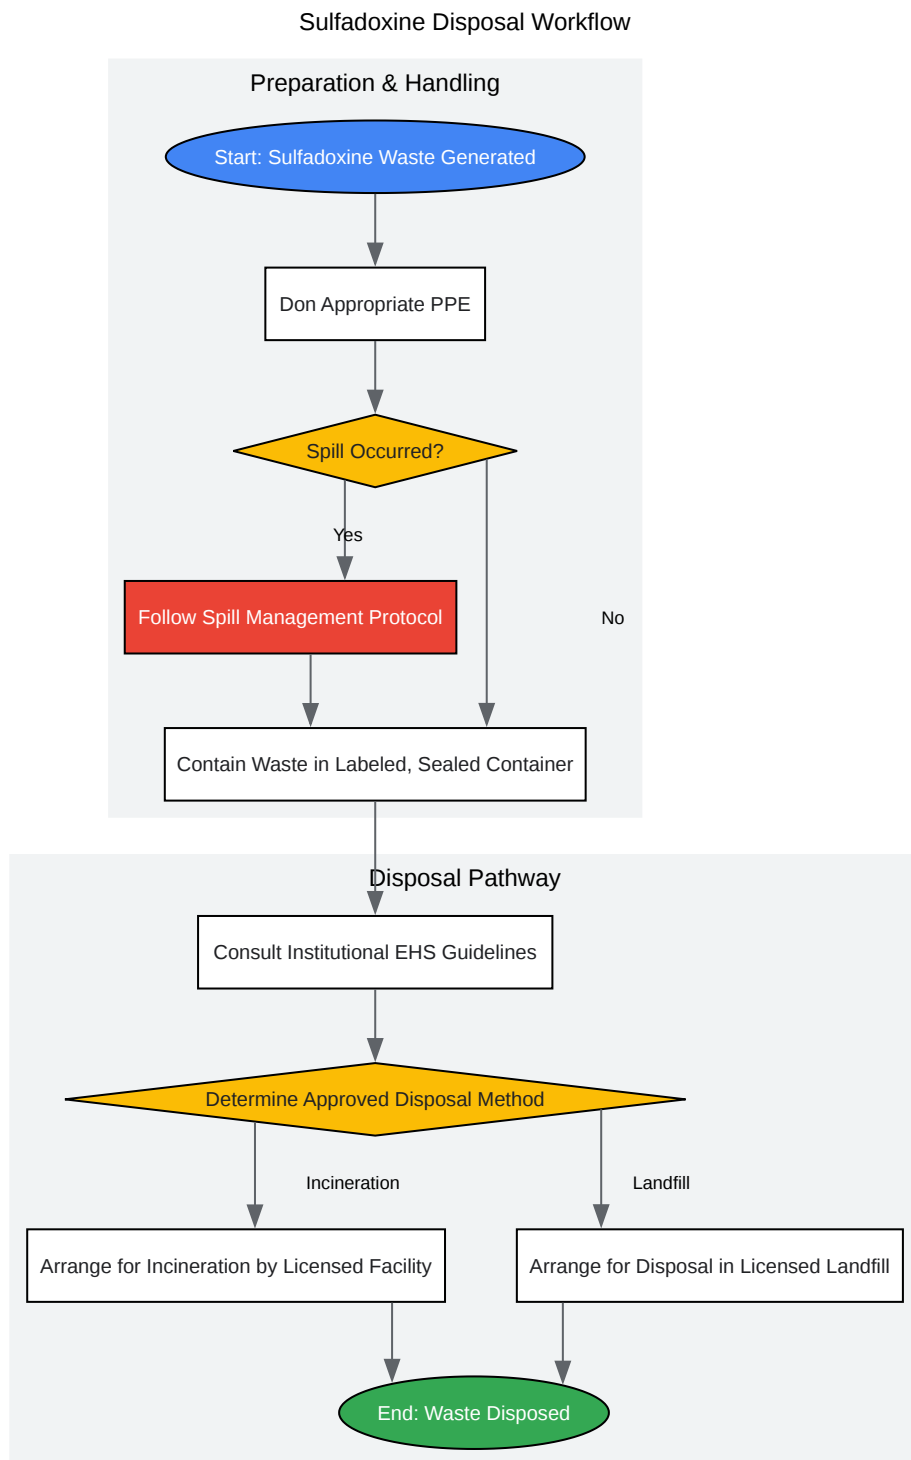 Sulfadoxine Disposal Workflow
Preparation & Handling
Start: Sulfadoxine Waste Generated
Don Appropriate PPE
Spill Occurred?
Yes
Follow Spill Management Protocol
No
Contain Waste in Labeled, Sealed Container
Disposal Pathway
Consult Institutional EHS Guidelines
Determine Approved Disposal Method
Incineration
Landfill
Arrange for Incineration by Licensed Facility
Arrange for Disposal in Licensed Landfill
End: Waste Disposed